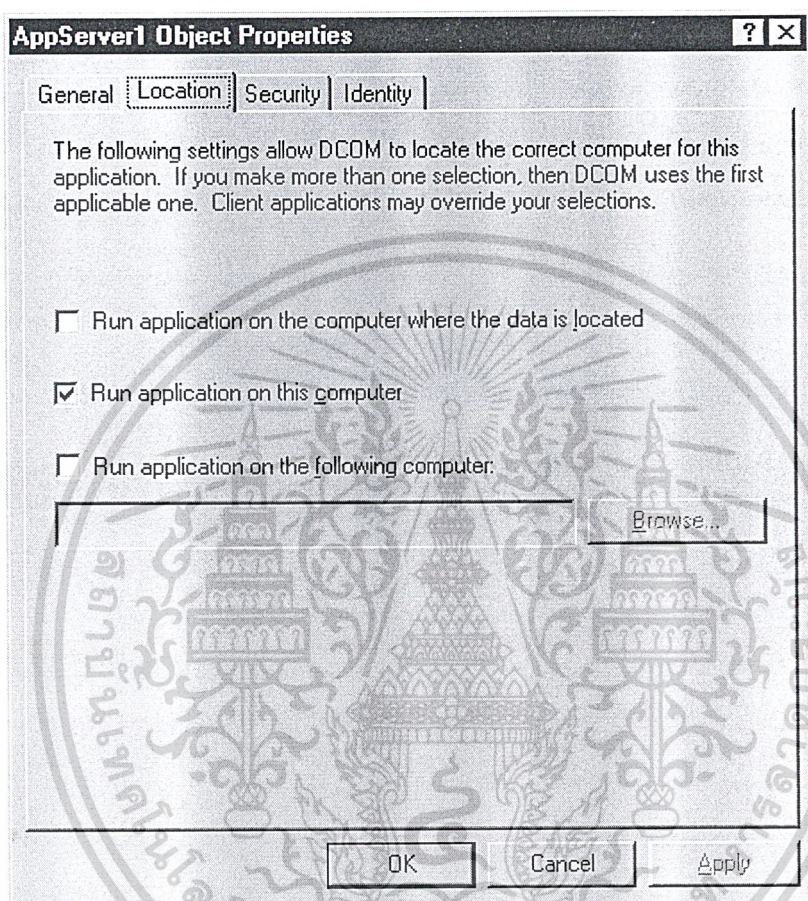 AppServer1 Object Properties
General Location Security Identity
The following settings allow DCOM to locate the correct computer for this
application. If you make more than one selection, then DCOM uses the first
applicable one. Client applications may override your selections.
Run application on the computer where the data is located
Run application on this computer
Run application on the following computer:
Browse...
OK Cancel Apply